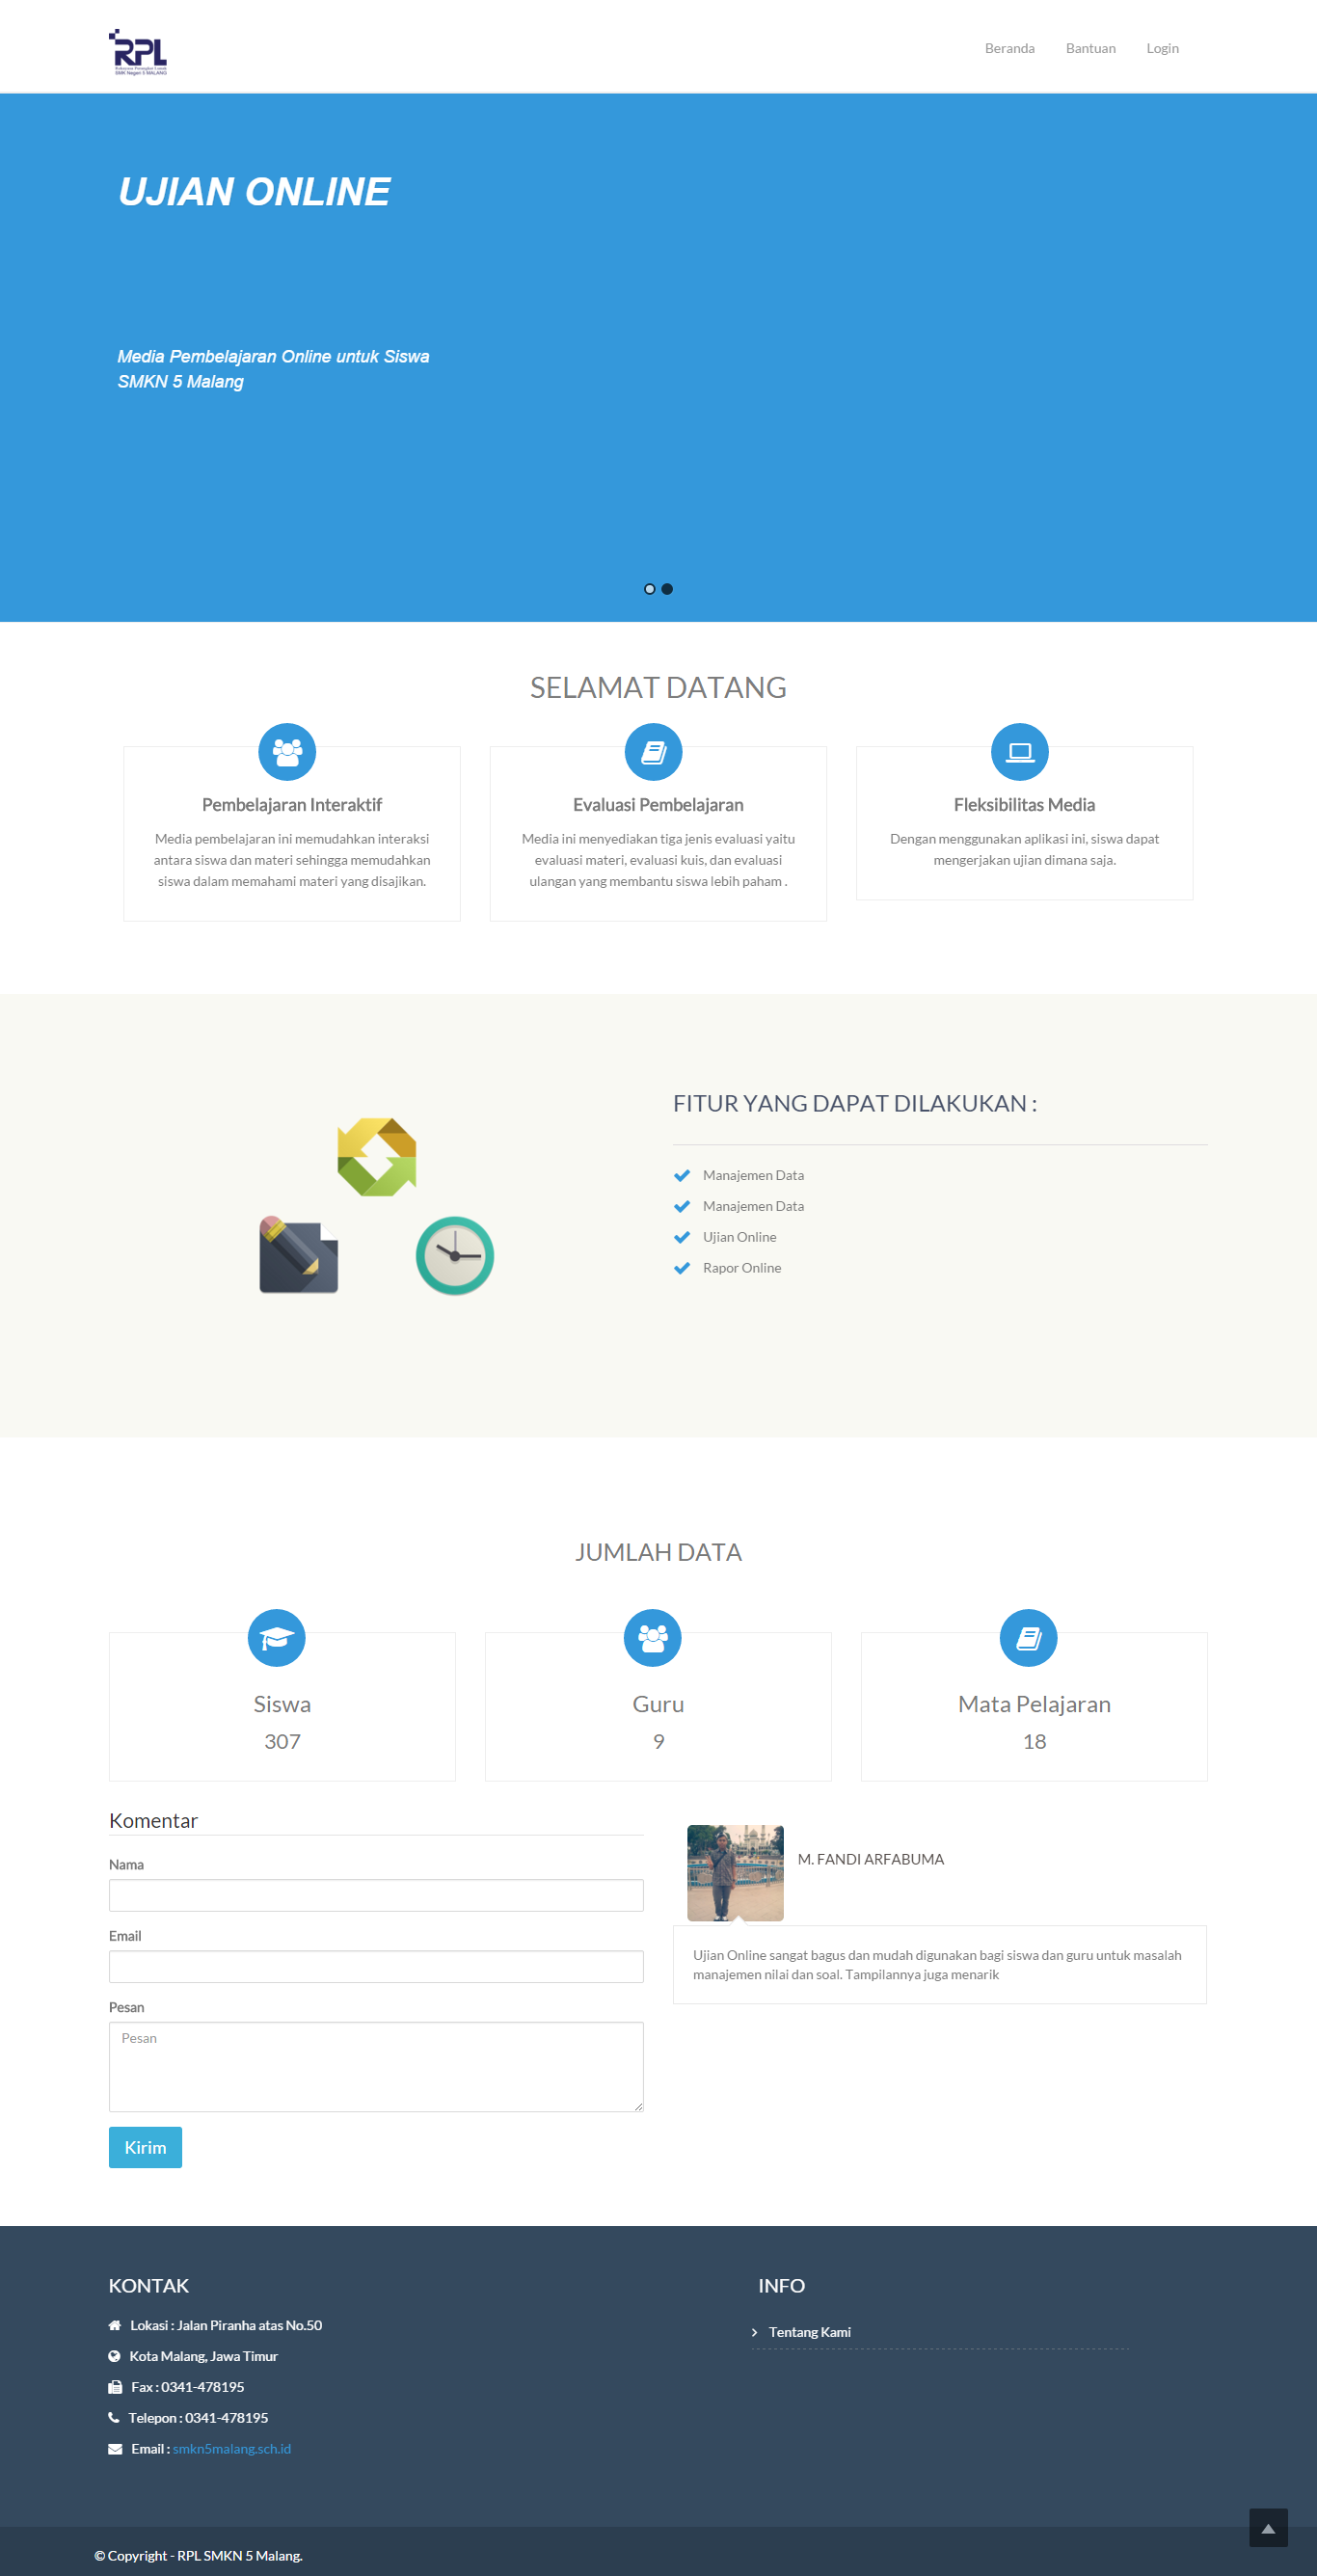 RPL
SMK Negeri 5 MALANG
Beranda
Bantuan
Login
UJIAN ONLINE
Media Pembelajaran Online untuk Siswa
SMKN 5 Malang
SELAMAT DATANG
Pembelajaran Interaktif
Media pembelajaran ini memudahkan interaksi
antara siswa dan materi sehingga memudahkan
siswa dalam memahami materi yang disajikan.
Evaluasi Pembelajaran
Media ini menyediakan tiga jenis evaluasi yaitu
evaluasi materi, evaluasi kuis, dan evaluasi
ulangan yang membantu siswa lebih paham .
Fleksibilitas Media
Dengan menggunakan aplikasi ini, siswa dapat
mengerjakan ujian dimana saja.
FITUR YANG DAPAT DILAKUKAN :
Manajemen Data
Manajemen Data
Ujian Online
Rapor Online
JUMLAH DATA
Siswa
307
Guru
9
Mata Pelajaran
18
Komentar
Nama
Email
Pesan
Pesan
Kirim
M. FANDI ARFABUMA
Ujian Online sangat bagus dan mudah digunakan bagi siswa dan guru untuk masalah
manajemen nilai dan soal. Tampilannya juga menarik
KONTAK
Lokasi : Jalan Piranha atas No.50
Kota Malang, Jawa Timur
Fax : 0341-478195
Telepon : 0341-478195
Email : smkn5malang.sch.id
INFO
Tentang Kami
© Copyright - RPL SMKN 5 Malang.